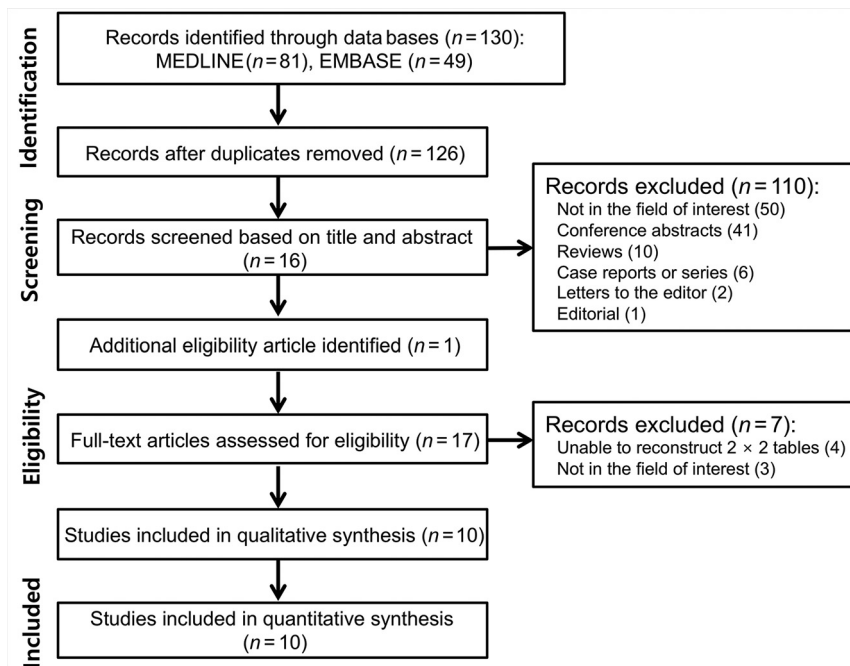 Identification
Records identified through data bases (n=130):
MEDLINE (n=81), EMBASE (n=49)
Records after duplicates removed (n=126)
Screening
Records screened based on title and abstract
(n=16)
Records excluded (n=110):
Not in the field of interest (50)
Conference abstracts (41)
Reviews (10)
Case reports or series (6)
Letters to the editor (2)
Editorial (1)
Additional eligibility article identified (n=1)
Eligibility
Full-text articles assessed for eligibility (n=17)
Records excluded (n=7):
Unable to reconstruct 2 × 2 tables (4)
Not in the field of interest (3)
Studies included in qualitative synthesis (n=10)
Included
Studies included in quantitative synthesis
(n=10)